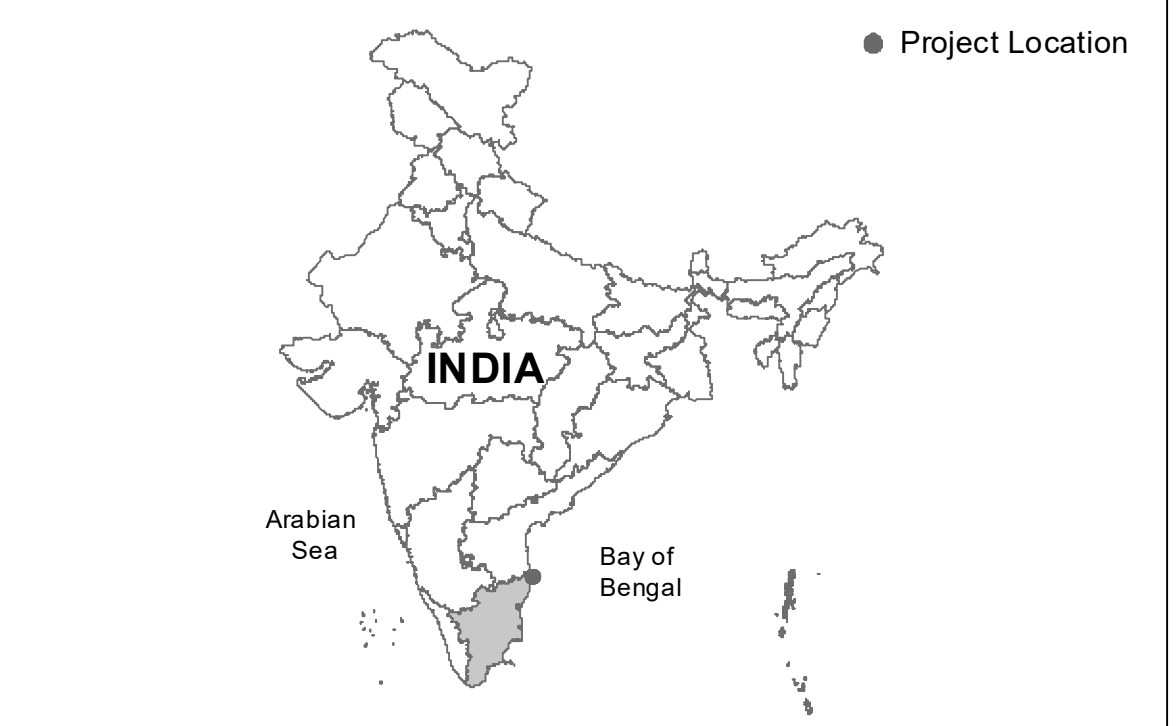 Project Location
INDIA
Arabian
Sea
Bay of
Bengal